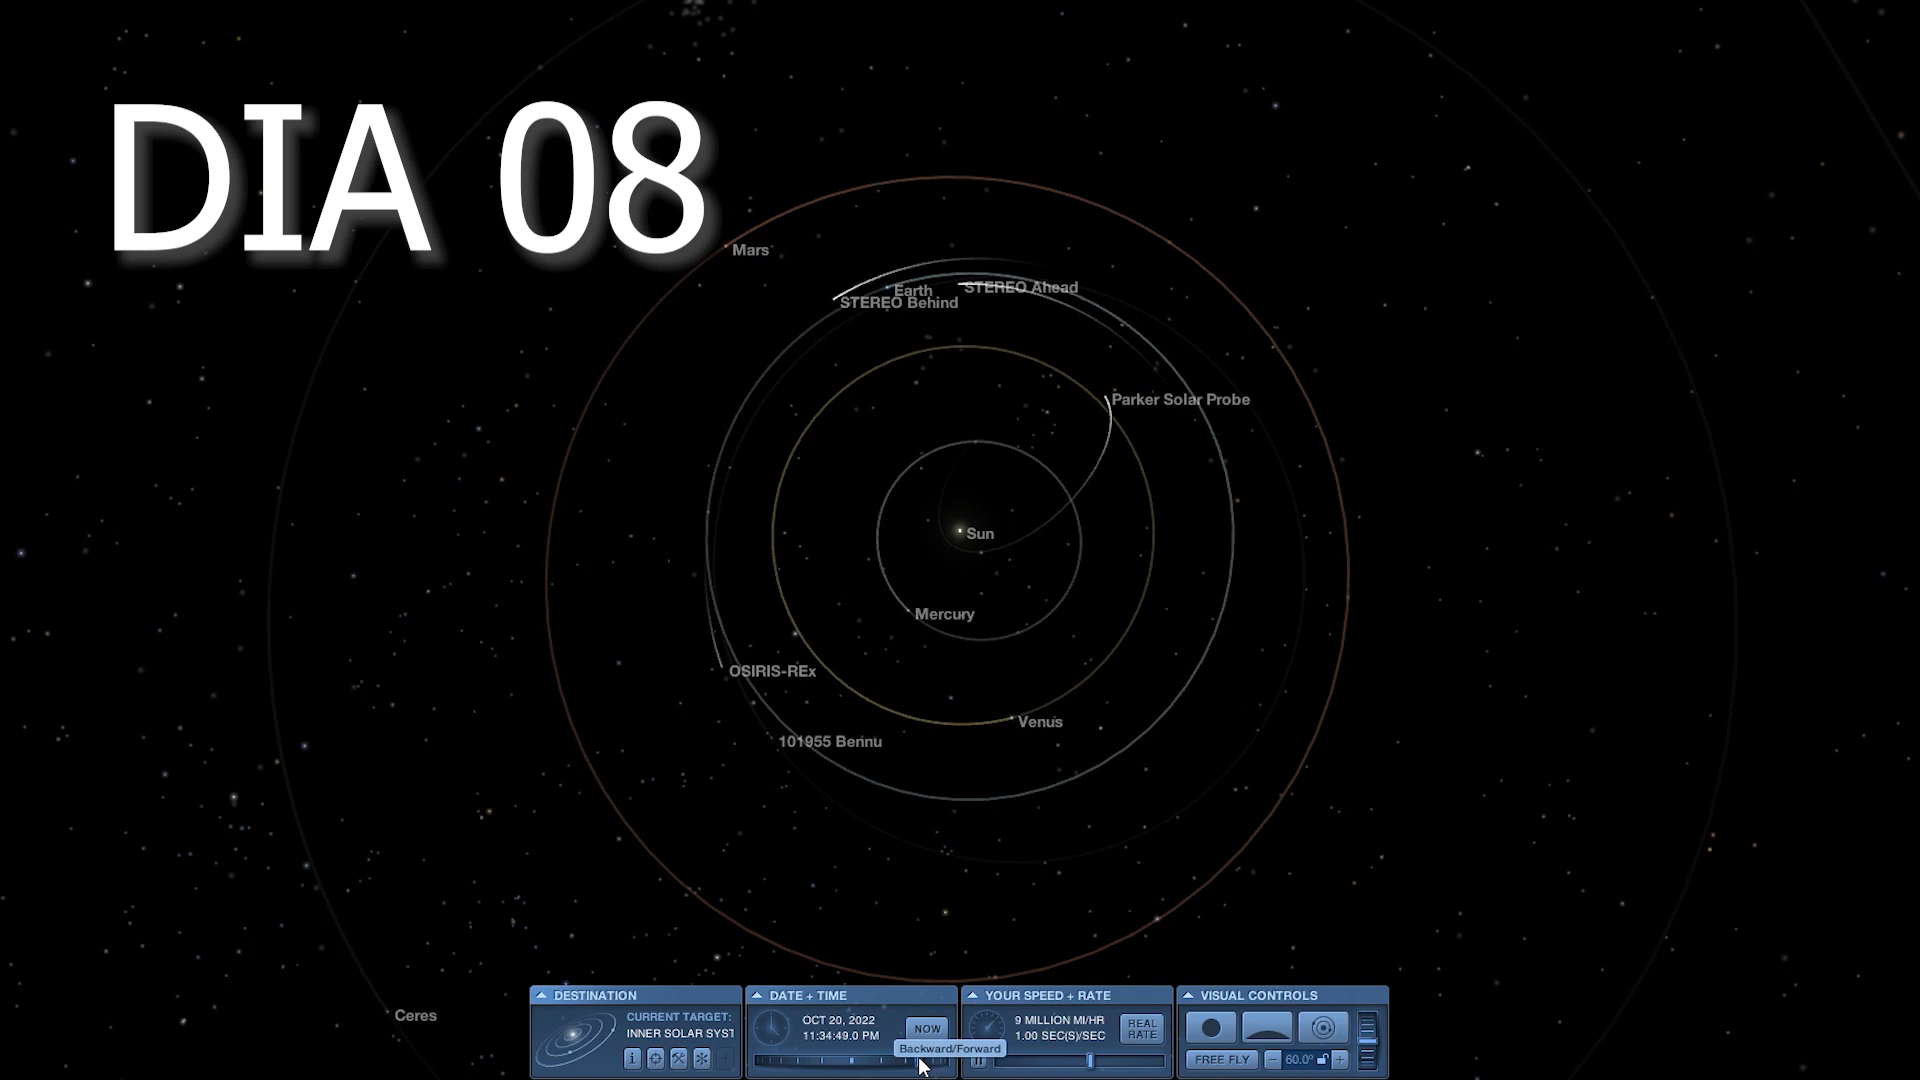 DIA 08
Mars
Earth
STEREO Ahead
STEREO Behind
Parker Solar Probe
Sun
Mercury
OSIRIS-REx
Venus
101955 Bennu
Ceres
DESTINATION
CURRENT TARGET:
INNER SOLAR SYST
DATE + TIME
OCT 20, 2022
11:34:49.0 PM
NOW
Backward/Forward
YOUR SPEED + RATE
9 MILLION MI/HR
1.00 SEC(S)/SEC
REAL
RATE
VISUAL CONTROLS
FREE FLY
60.0°